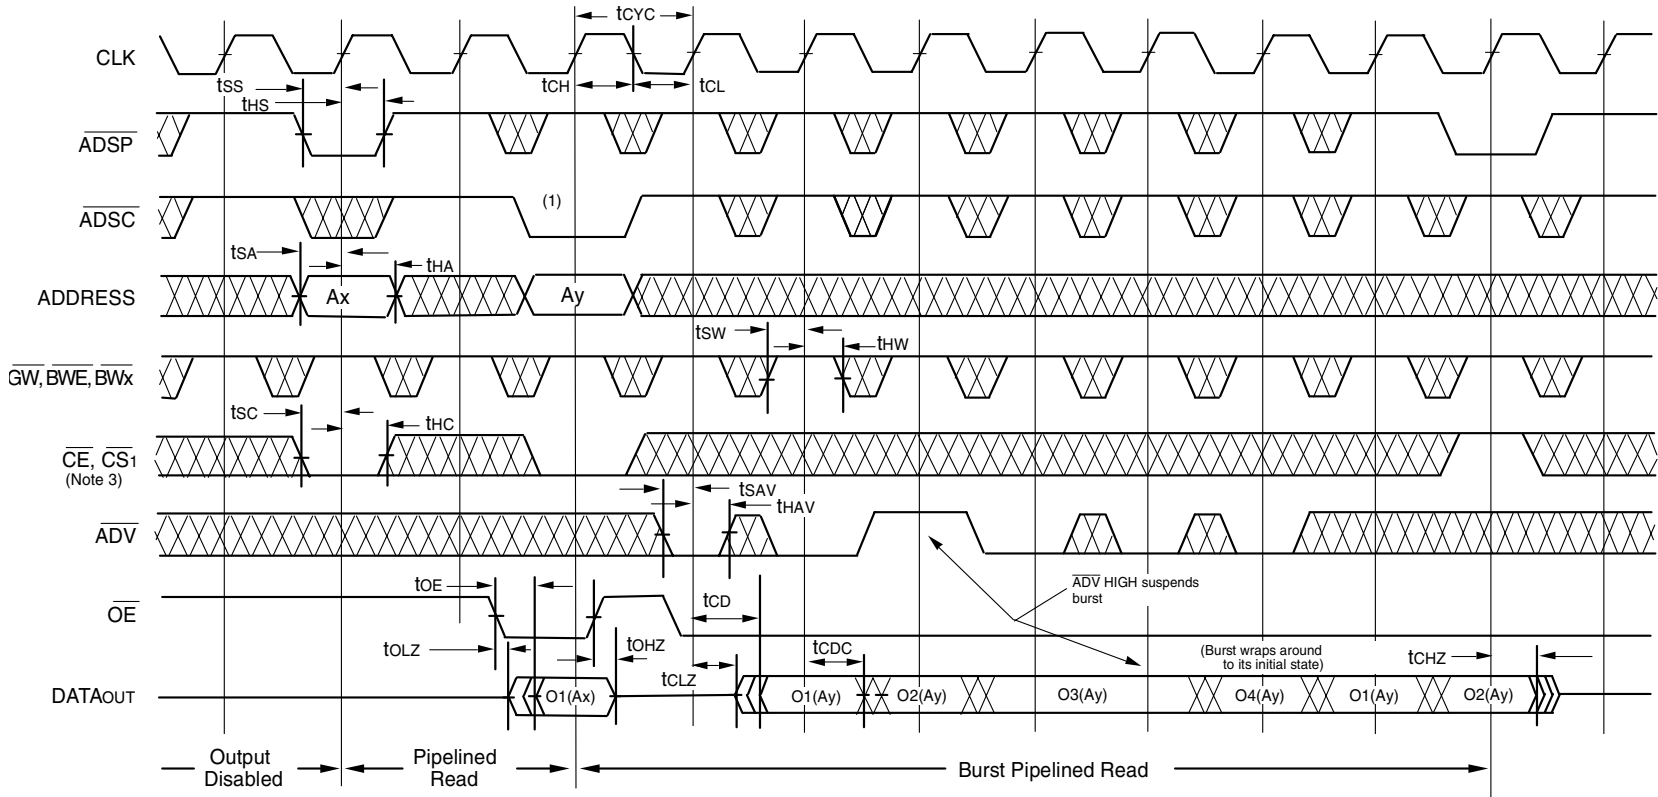 tCYC
CLK
tSS
tCH
tCL
tHS
ADSP
ADSC
(1)
tSA
tHA
ADDRESS
Ax
Ay
tSW
tHW
GW, BWE, BWx
tSC
tHC
CE, CS1
(Note 3)
tSAV
tHAV
ADV
tOE
ADV HIGH suspends
burst
OE
tCD
tOLZ
tOHZ
tCDC
(Burst wraps around
to its initial state)
tCHZ
tCLZ
DATAOUT
O1(Ax)
O1(Ay)
O2(Ay)
O3(Ay)
O4(Ay)
O1(Ay)
O2(Ay)
Output
Disabled
Pipelined
Read
Burst Pipelined Read